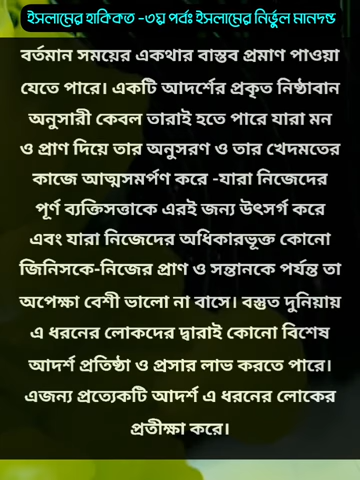 ইসলামের হাকিকত -৩য় পর্বঃ ইসলামের নির্ভুল মানদন্ড
বর্তমান সময়ের একথার বাস্তব প্রমাণ পাওয়া
যেতে পারে। একটি আদর্শের প্রকৃত নিষ্ঠাবান
অনুসারী কেবল তারাই হতে পারে যারা মন
ও প্রাণ দিয়ে তার অনুসরণ ও তার খেদমতের
কাজে আত্মসমর্পণ করে -যারা নিজেদের
পূর্ণ ব্যক্তিসত্তাকে এরই জন্য উৎসর্গ করে
এবং যারা নিজেদের অধিকারভূক্ত কোনো
জিনিসকে-নিজের প্রাণ ও সন্তানকে পর্যন্ত তা
অপেক্ষা বেশী ভালো না বাসে। বস্তুত দুনিয়ায়
এ ধরনের লোকদের দ্বারাই কোনো বিশেষ
আদর্শ প্রতিষ্ঠা ও প্রসার লাভ করতে পারে।
এজন্য প্রত্যেকটি আদর্শ এ ধরনের লোকের
প্রতীক্ষা করে।